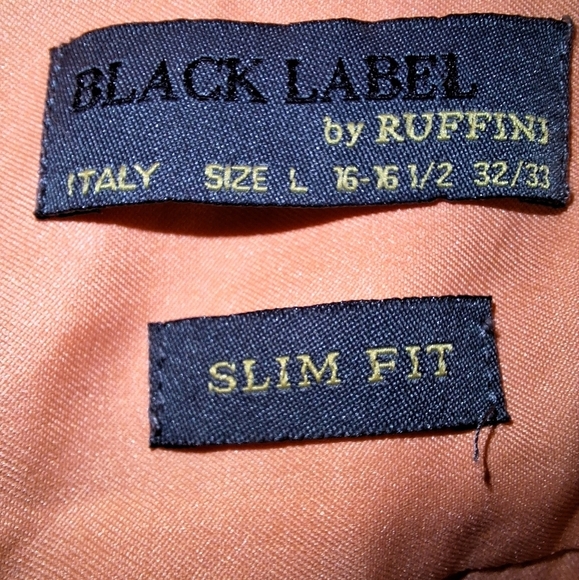 BLACK LABEL
by RUFFINI
ITALY SIZE L 16-16 1/2 32/33
SLIM FIT